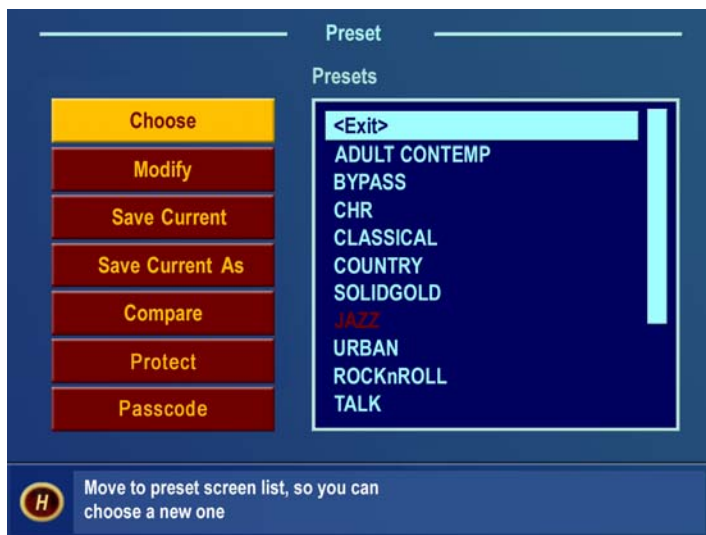 Preset
Presets
Choose
Modify
Save Current
Save Current As
Compare
Protect
Passcode
<Exit>
ADULT CONTEMP
BYPASS
CHR
CLASSICAL
COUNTRY
SOLIDGOLD
JAZZ
URBAN
ROCKnROLL
TALK
H
Move to preset screen list, so you can
choose a new one